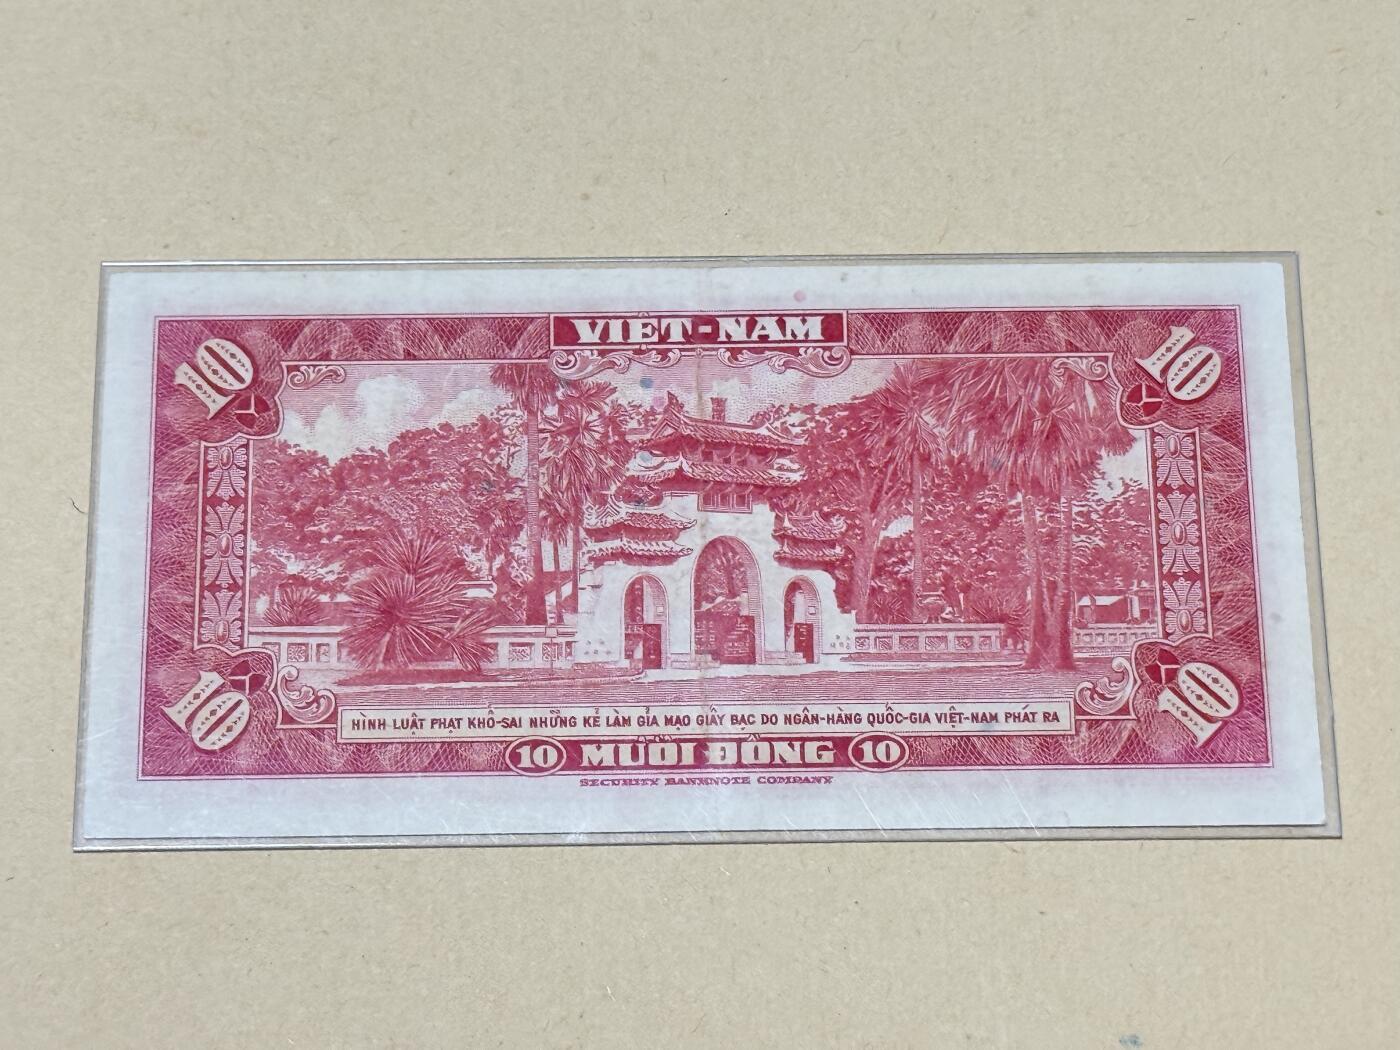 VIỆT-NAM
10
10
10
10
HÌNH LUẬT PHẠT KHỔ-SAI NHỮNG KẺ LÀM GIẢ MẠO GIẤY BẠC DO NGÂN-HÀNG QUỐC-GIA VIỆT-NAM PHÁT RA
10 MƯỜI ĐỒNG 10
SECURITY BANKNOTE COMPANY